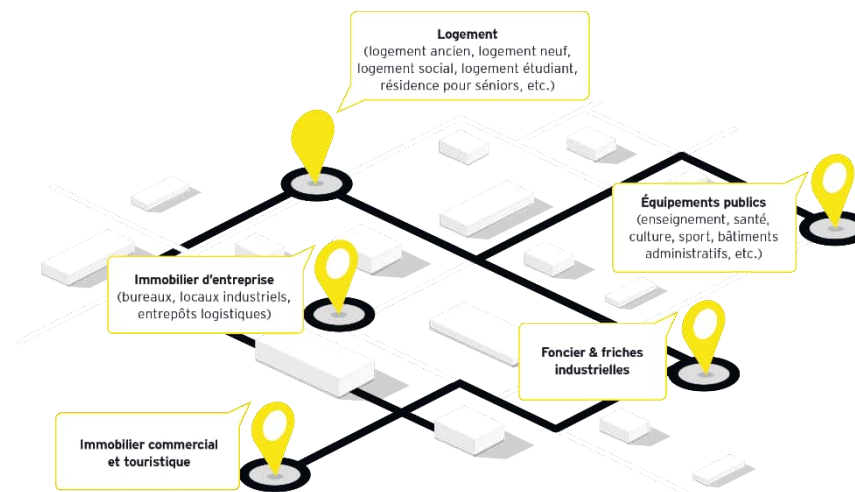 Logement
(logement ancien, logement neuf,
logement social, logement étudiant,
résidence pour séniors, etc.)
Équipements publics
(enseignement, santé,
culture, sport, bâtiments
administratifs, etc.)
Immobilier d'entreprise
(bureaux, locaux industriels,
entrepôts logistiques)
Foncier & friches
industrielles
Immobilier commercial
et touristique